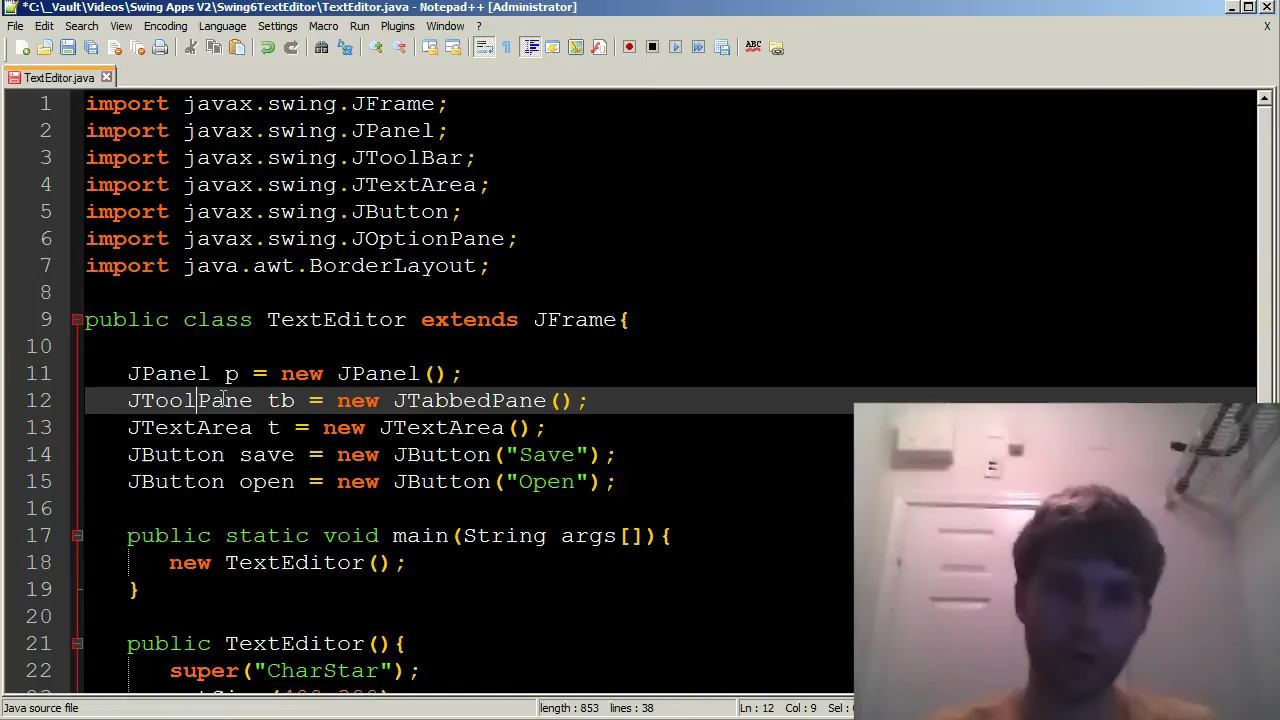 *C:\_Vault\Videos\Swing Apps V2\Swing6TextEditor\TextEditor.java - Notepad++ [Administrator]
File Edit Search View Encoding Language Settings Macro Run Plugins Window ? X
ABC
TextEditor.java
1 import javax.swing.JFrame;
2 import javax.swing.JPanel;
3 import javax.swing.JToolBar;
4 import javax.swing.JTextArea;
5 import javax.swing.JButton;
6 import javax.swing.JOptionPane;
7 import java.awt.BorderLayout;
8
9 public class TextEditor extends JFrame{
10
11 JPanel p = new JPanel();
12 JToolPane tb = new JTabbedPane();
13 JTextArea t = new JTextArea();
14 JButton save = new JButton("Save");
15 JButton open = new JButton("Open");
16
17 public static void main(String args[]){
18 new TextEditor();
19 }
20
21 public TextEditor(){
22 super("CharStar");
Java source file length : 853 lines : 38 Ln : 12 Col : 9 Sel :